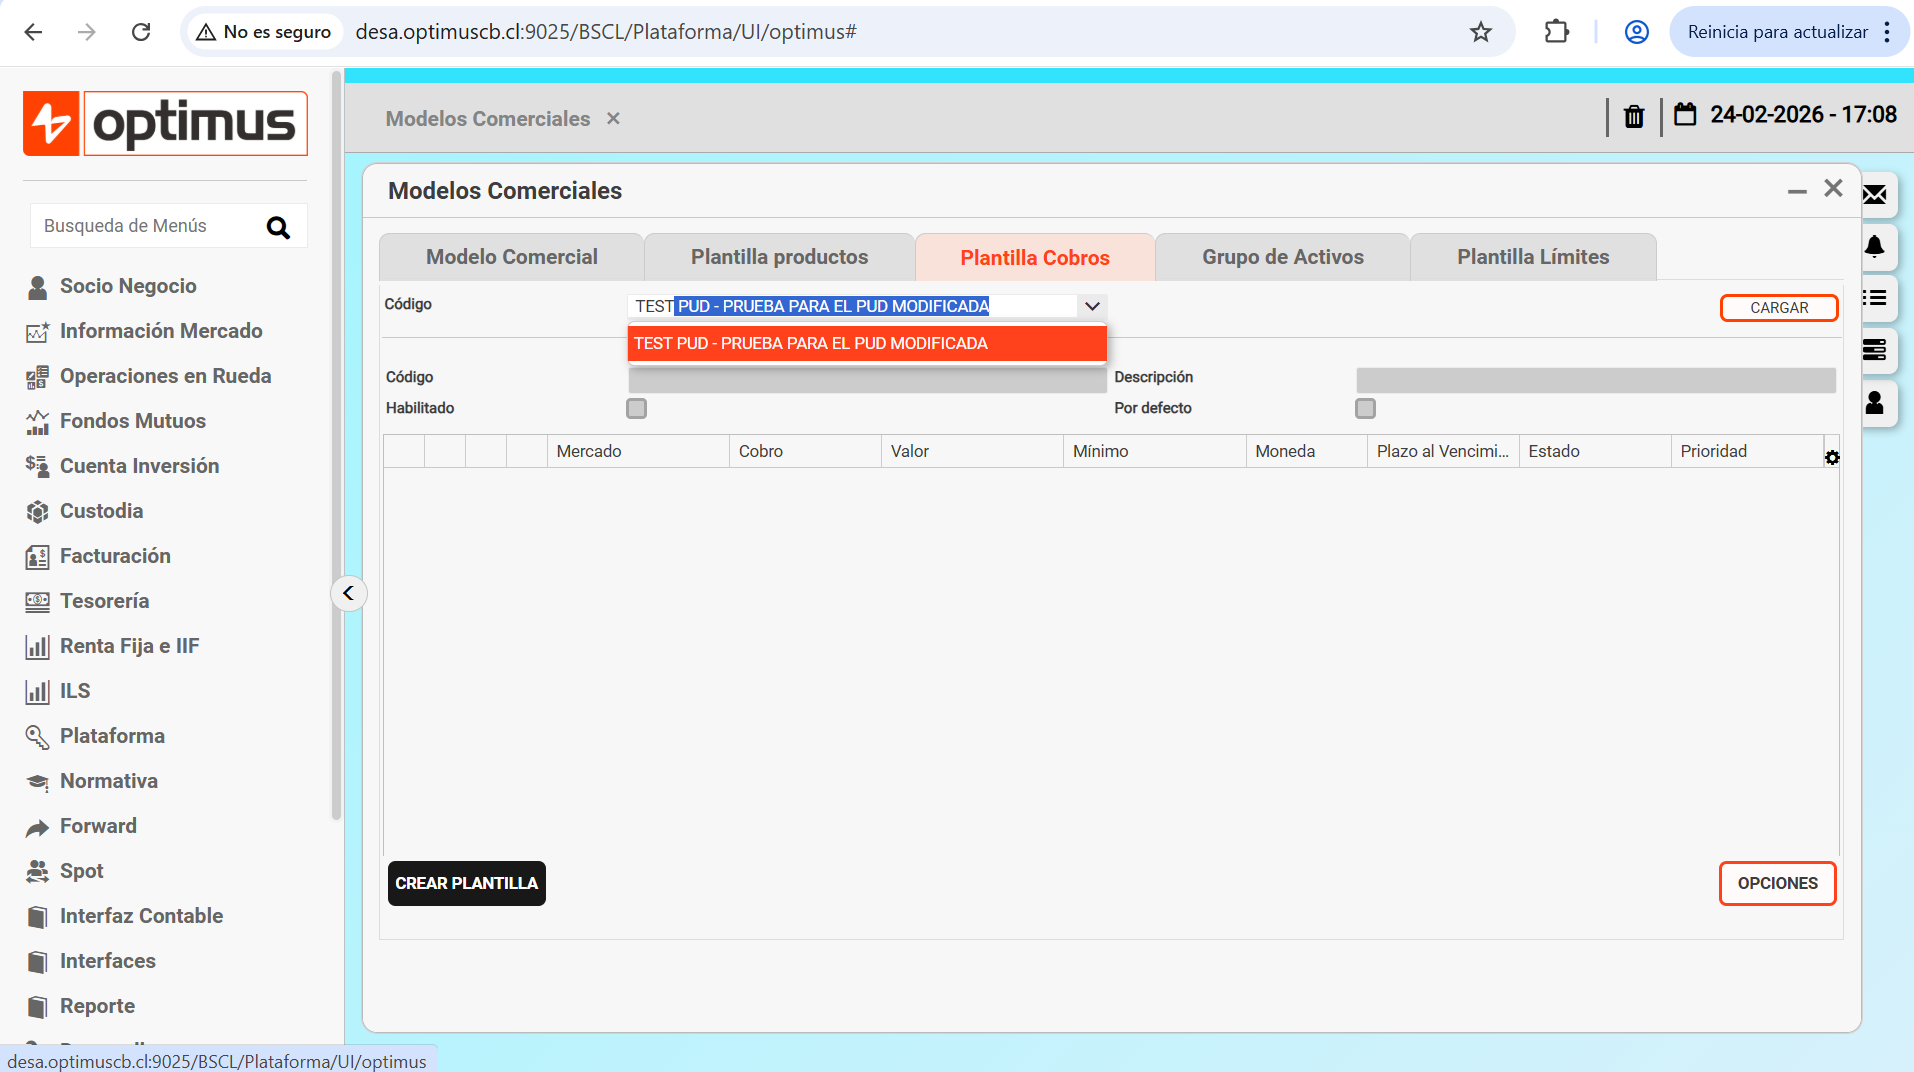 No es seguro
desa.optimuscb.cl:9025/BSCL/Plataforma/UI/optimus#
Reinicia para actualizar
optimus
Busqueda de Menús
Socio Negocio
Información Mercado
Operaciones en Rueda
Fondos Mutuos
Cuenta Inversión
Custodia
Facturación
Tesorería
Renta Fija e IIF
ILS
Plataforma
Normativa
Forward
Spot
Interfaz Contable
Interfaces
Reporte
desa.optimuscb.cl:9025/BSCL/Plataforma/UI/optimus
Modelos Comerciales
24-02-2026 - 17:08
Modelos Comerciales
Modelo Comercial
Plantilla productos
Plantilla Cobros
Grupo de Activos
Plantilla Límites
Código
TEST PUD - PRUEBA PARA EL PUD MODIFICADA
CARGAR
TEST PUD - PRUEBA PARA EL PUD MODIFICADA
Código
Descripción
Habilitado
Por defecto
Mercado
Cobro
Valor
Mínimo
Moneda
Plazo al Vencimi...
Estado
Prioridad
CREAR PLANTILLA
OPCIONES